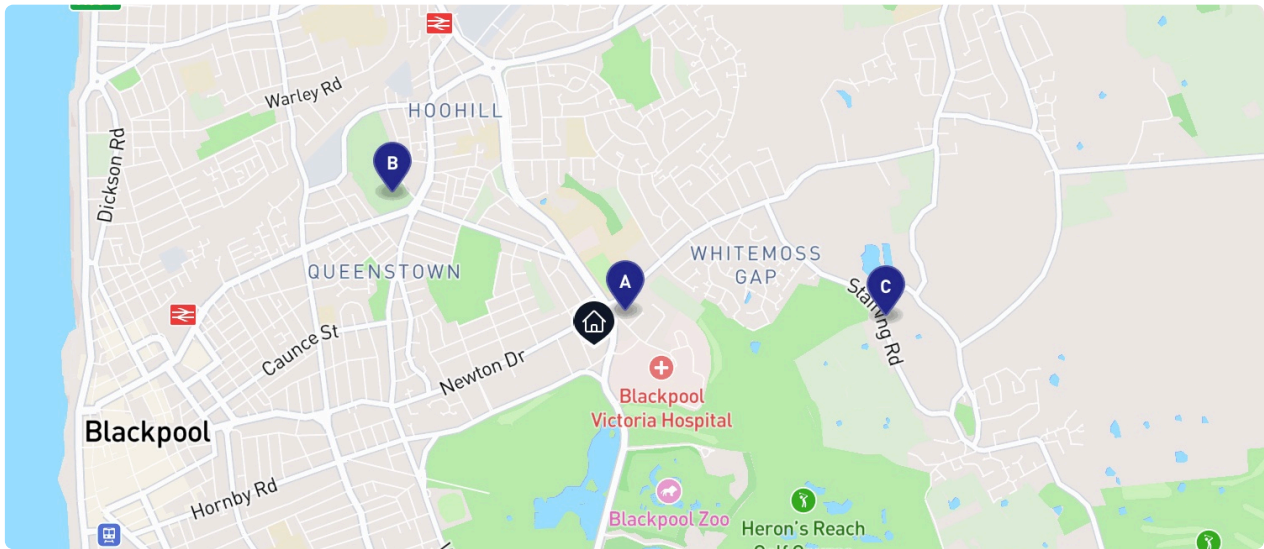 Warley Rd
HOOHILL
Dickson Rd
B
QUEENSTOWN
WHITEMOSS
GAP
A
C
Staining Rd
Caunce St
Newton Dr
Blackpool
Victoria Hospital
Blackpool
Hornby Rd
Blackpool Zoo
Heron's Reach